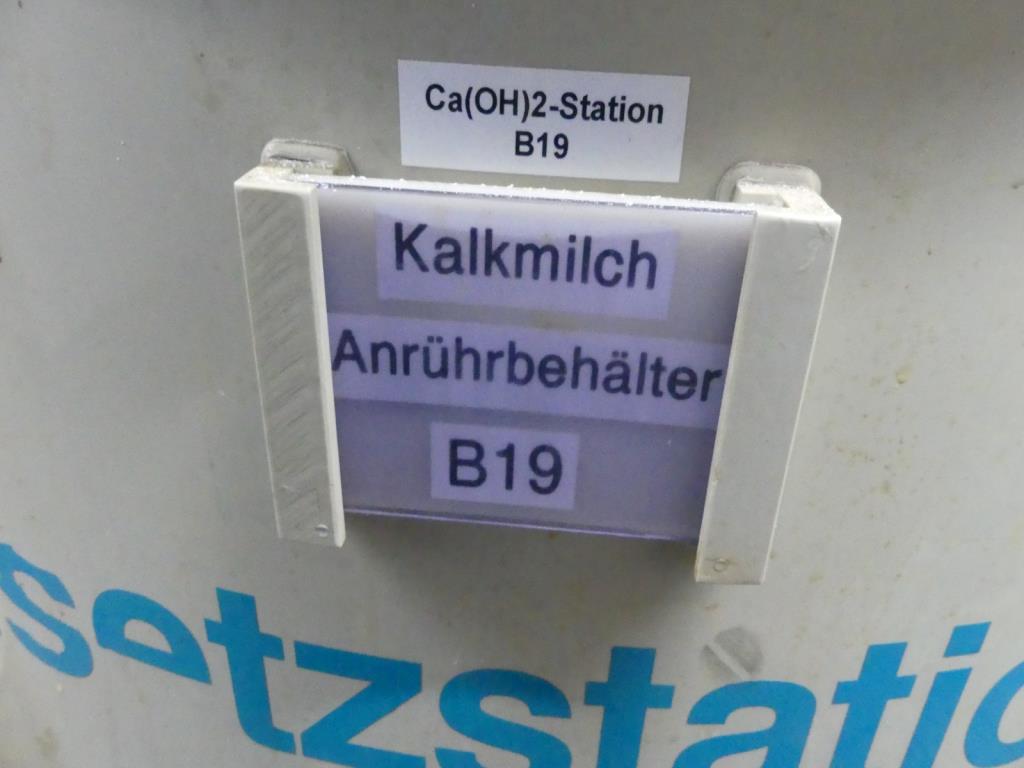 Ca(OH)2-Station
B19
Kalkmilch
Anrührbehälter
B19
setzstatio